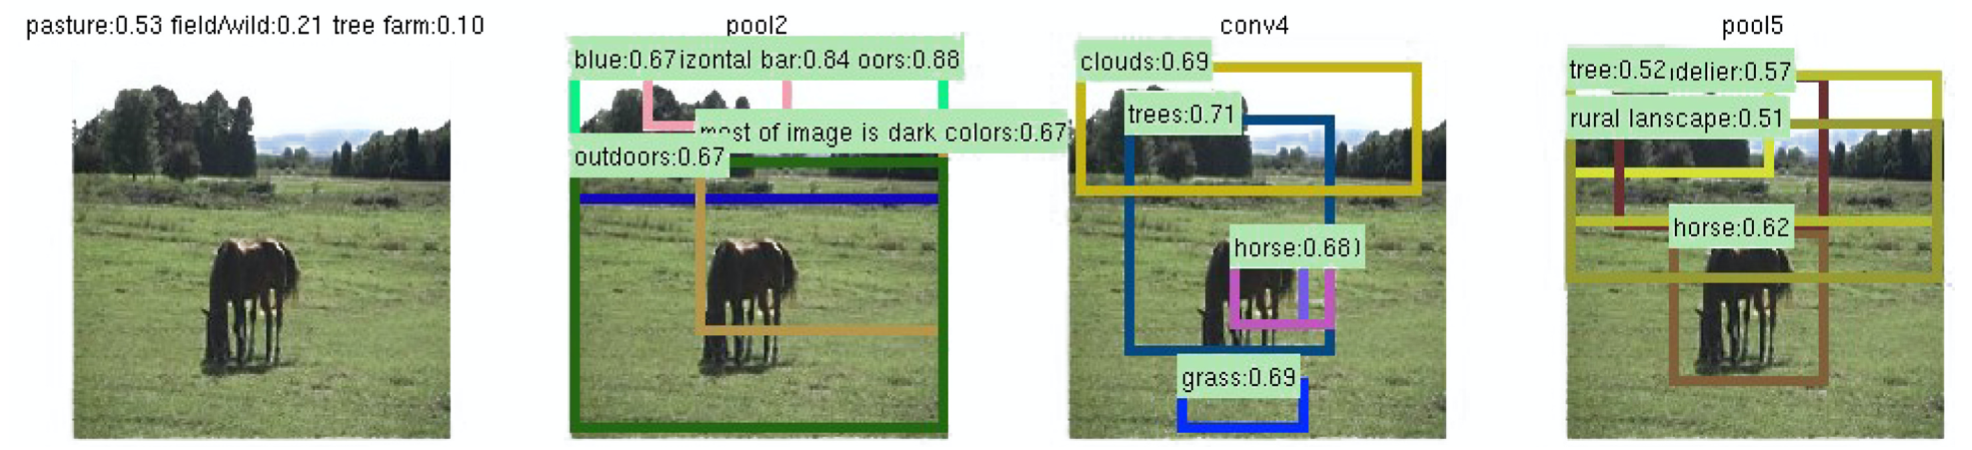 pasture:0.53 field/wild:0.21 tree farm:0.10
pool2
blue:0.67 izontal bar:0.84 oors:0.88
most of image is dark colors:0.67
outdoors:0.67
conv4
clouds:0.69
trees:0.71
horse:0.68)
grass:0.69
pool5
tree:0.52 delier:0.57
rural lanscape:0.51
horse:0.62